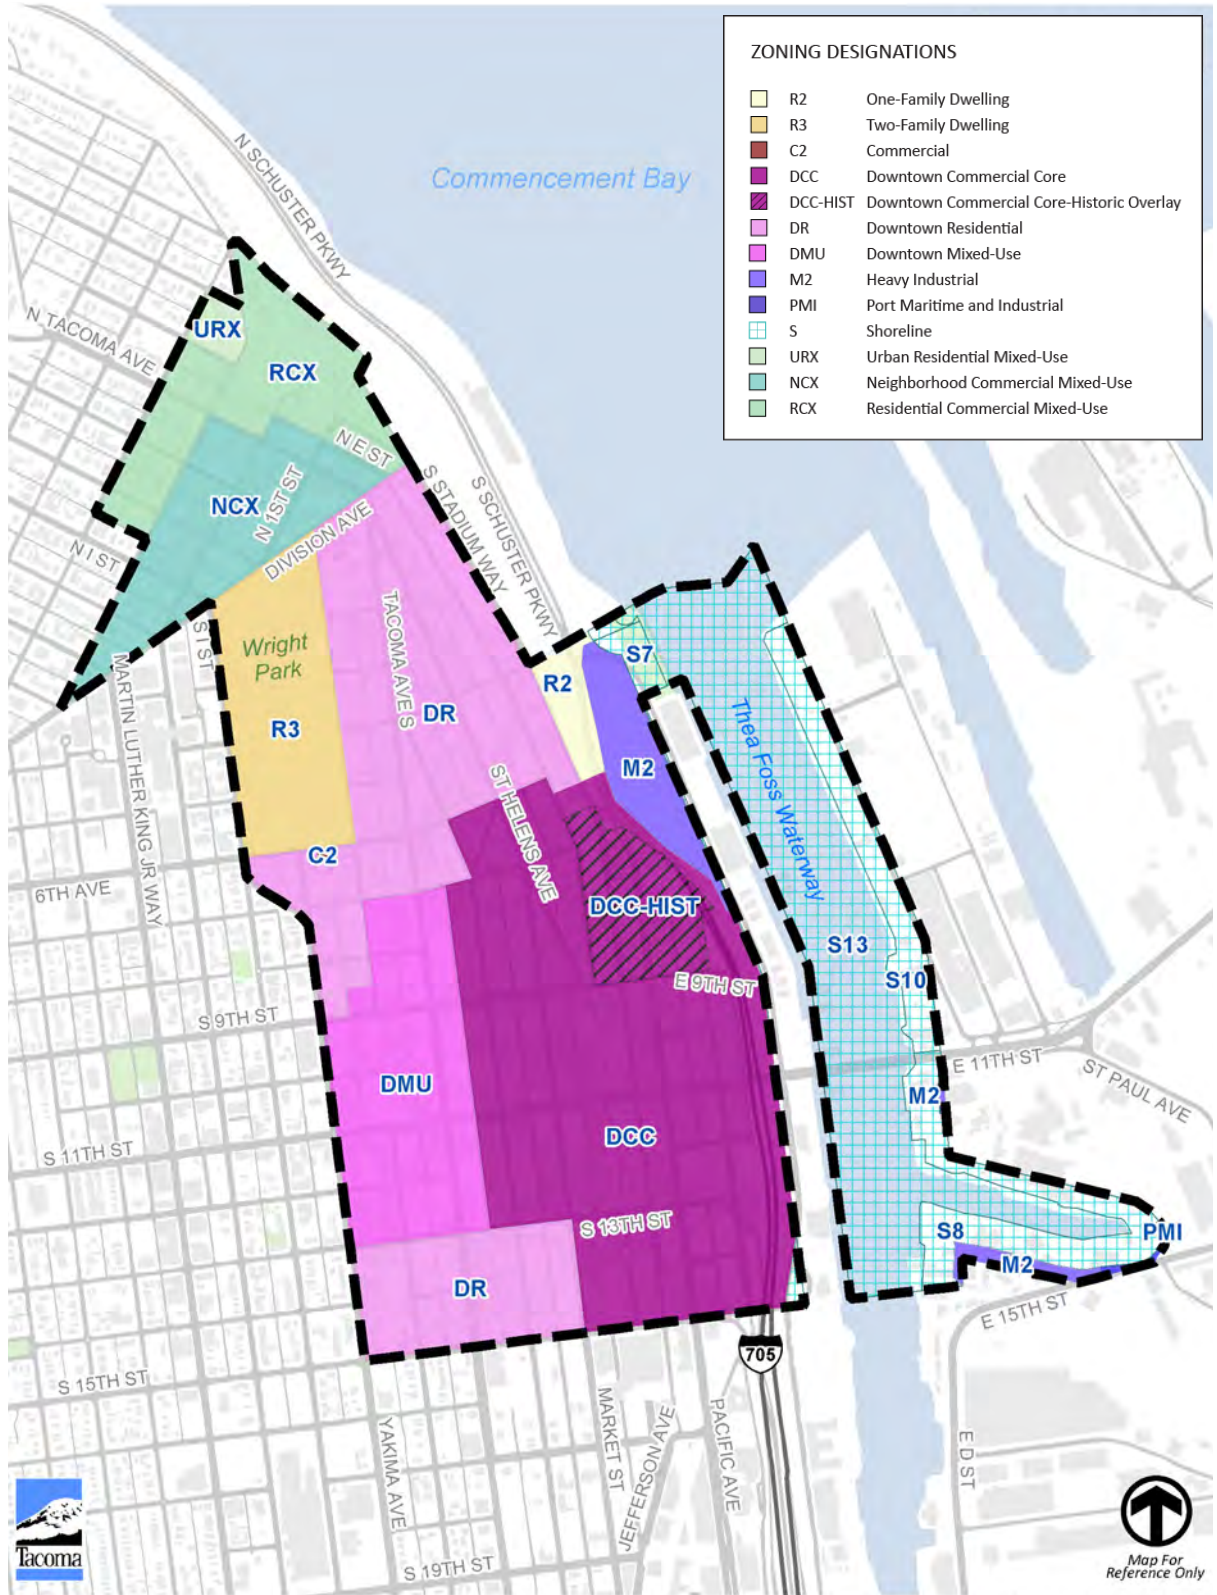 ZONING DESIGNATIONS
R2 One-Family Dwelling
R3 Two-Family Dwelling
C2 Commercial
DCC Downtown Commercial Core
DCC-HIST Downtown Commercial Core-Historic Overlay
DR Downtown Residential
DMU Downtown Mixed-Use
M2 Heavy Industrial
PMI Port Maritime and Industrial
S Shoreline
URX Urban Residential Mixed-Use
NCX Neighborhood Commercial Mixed-Use
RCX Residential Commercial Mixed-Use
Commencement Bay
N SCHUSTER PKWY
N TACOMA AVE
URX
RCX
N E ST
NCX
N 1ST ST
DIVISION AVE
N I ST
S STADIUM WAY
S SCHUSTER PKWY
S I ST
Wright
Park
TACOMA AVE S
MARTIN LUTHER KING JR WAY
R3
DR
R2
S7
M2
Thea Foss Waterway
ST HELENS AVE
C2
6TH AVE
DCC-HIST
S13
S10
E 9TH ST
S 9TH ST
DMU
E 11TH ST
ST PAUL AVE
M2
DCC
S 11TH ST
S 13TH ST
S8
PMI
M2
DR
E 15TH ST
705
S 15TH ST
YAKIMA AVE
MARKET ST
JEFFERSON AVE
PACIFIC AVE
E D ST
S 19TH ST
Tacoma
Map For
Reference Only